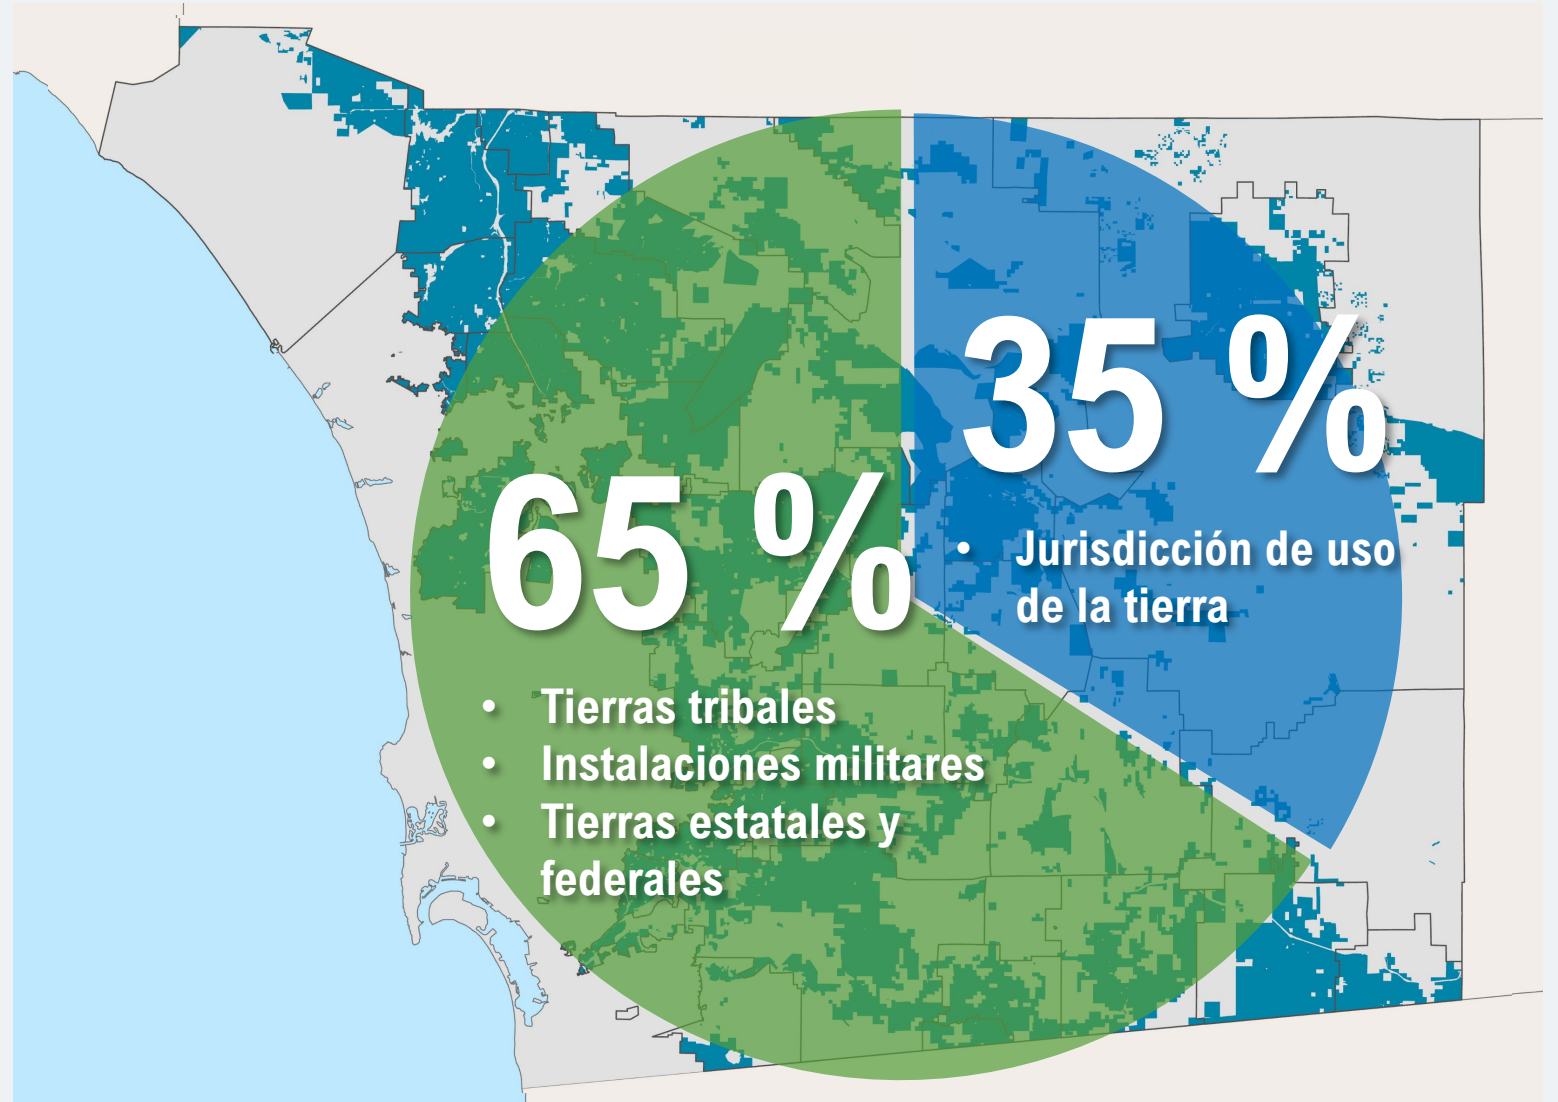 35 %
• Jurisdicción de uso
de la tierra
65 %
• Tierras tribales
• Instalaciones militares
• Tierras estatales y
federales